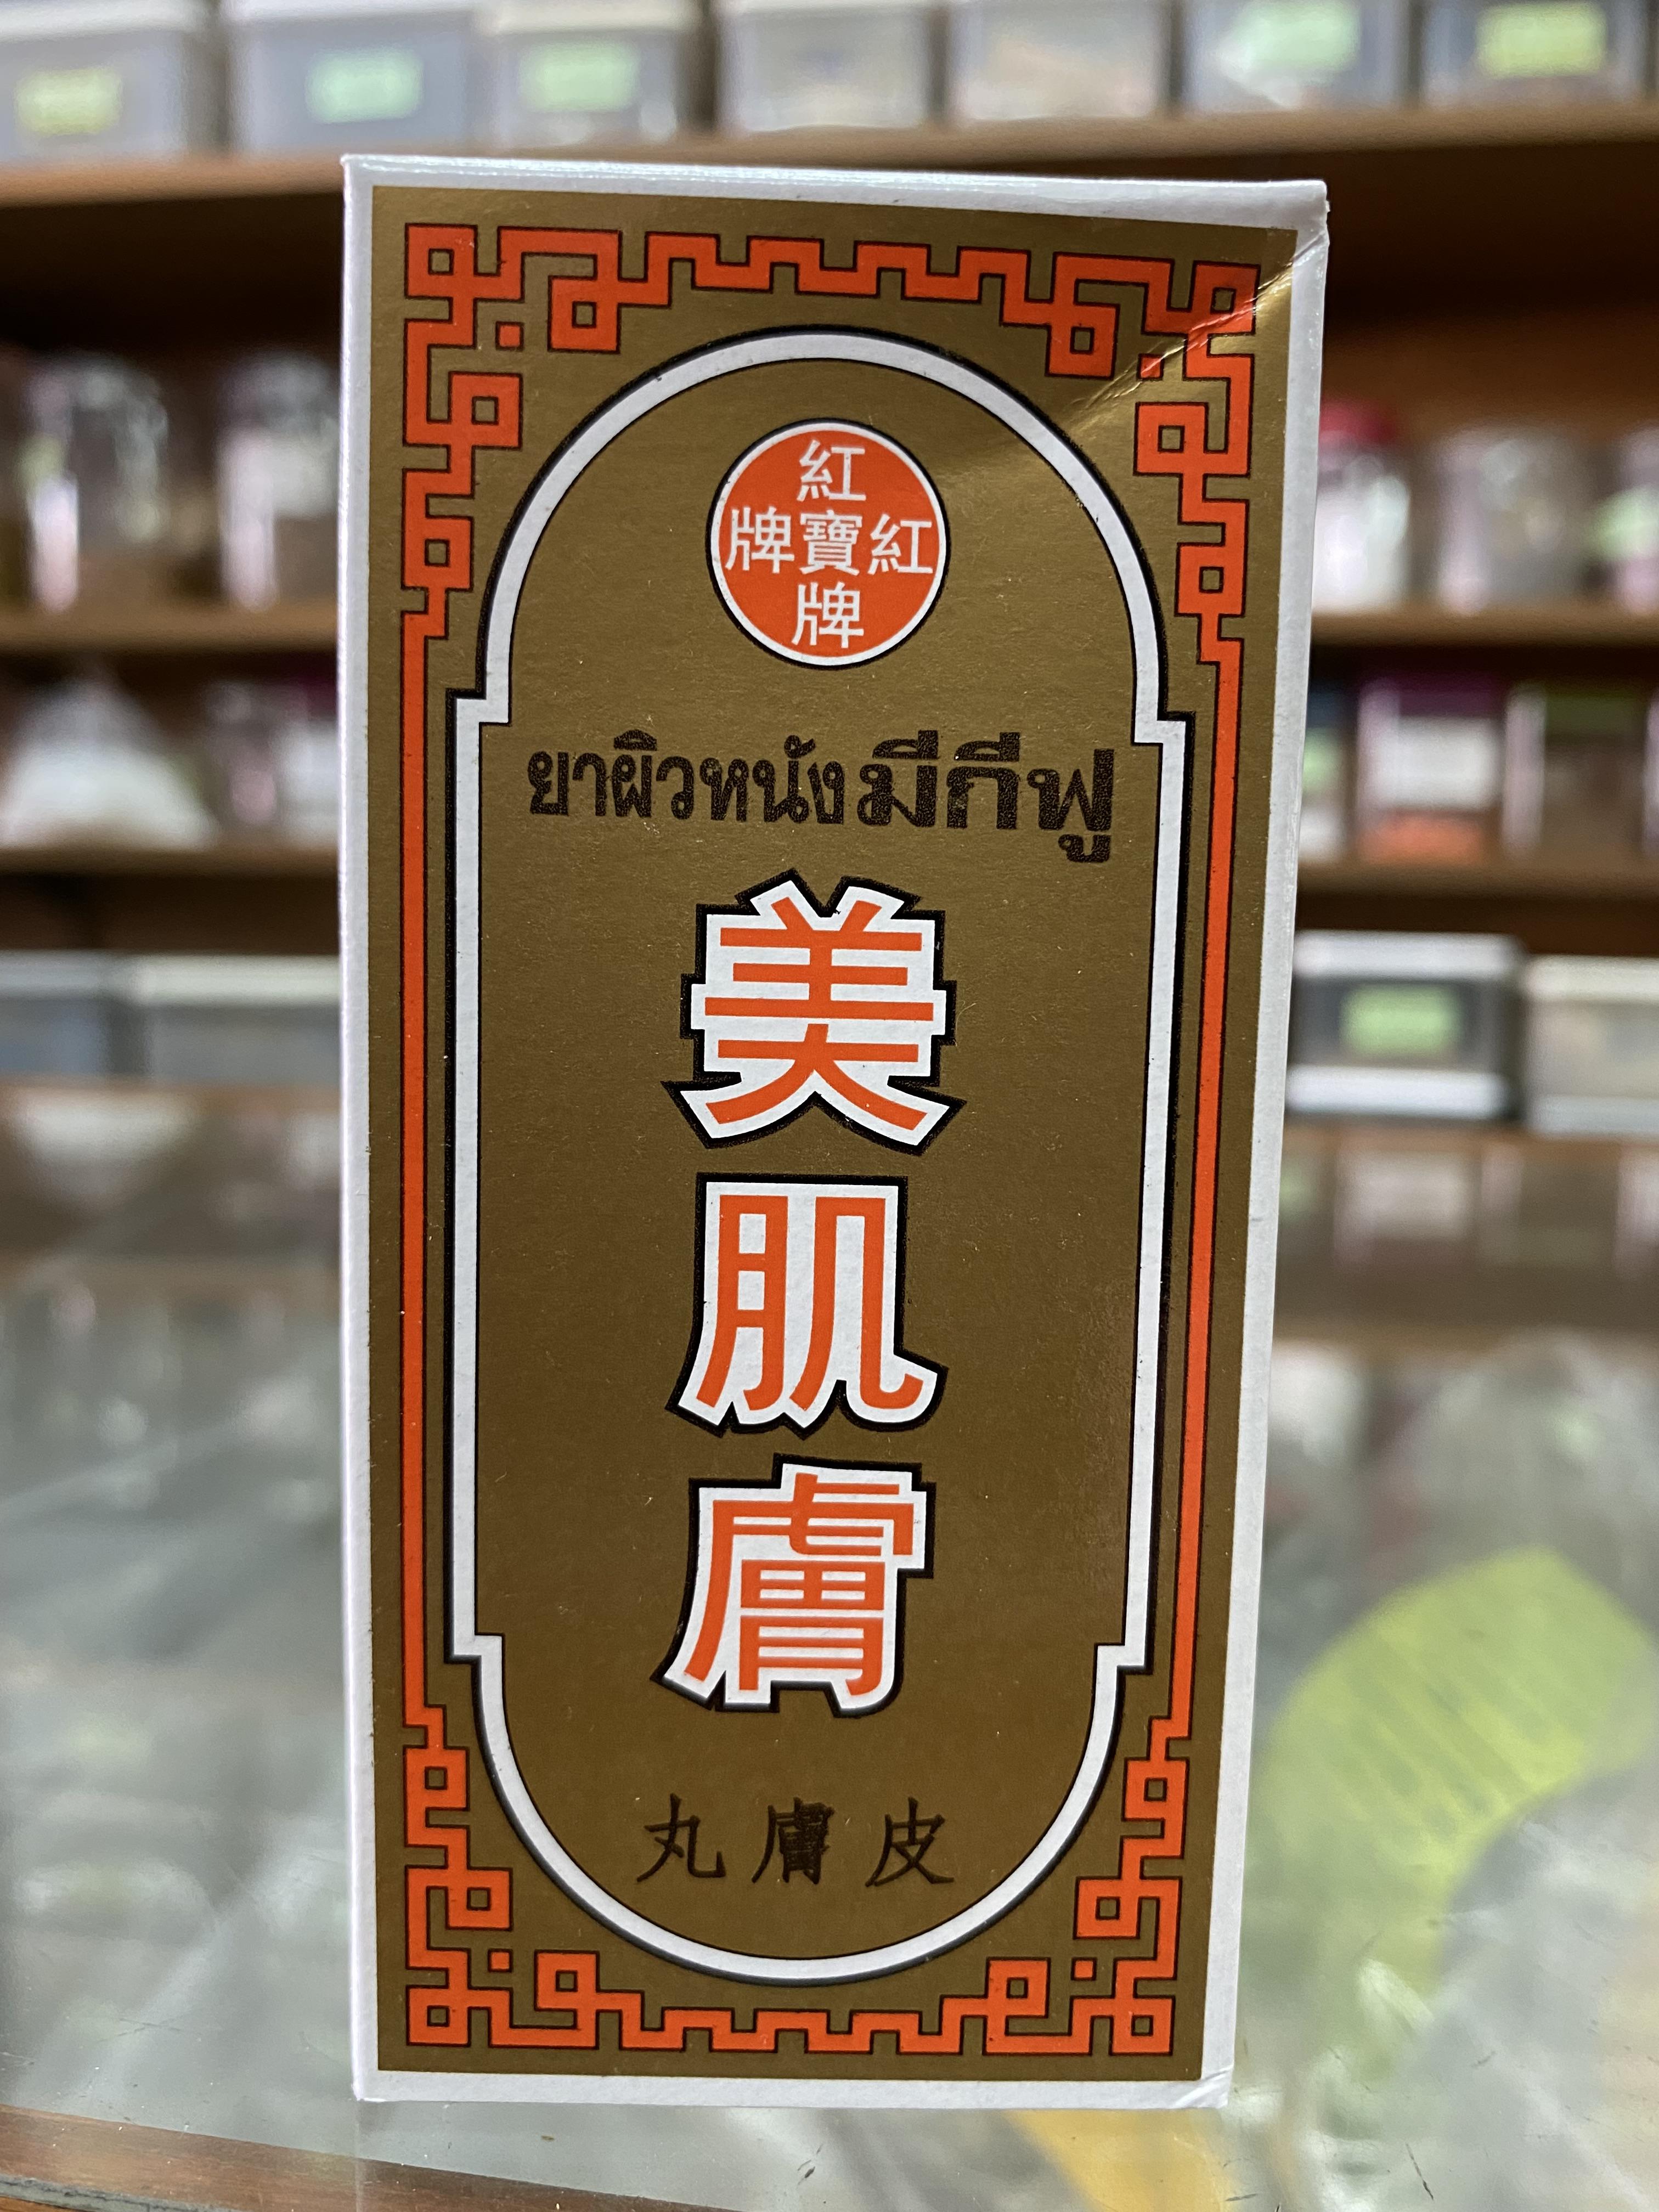 紅
牌寶紅
牌
ยาผิวหนังมีกีฟู
美
肌
膚
丸膚皮